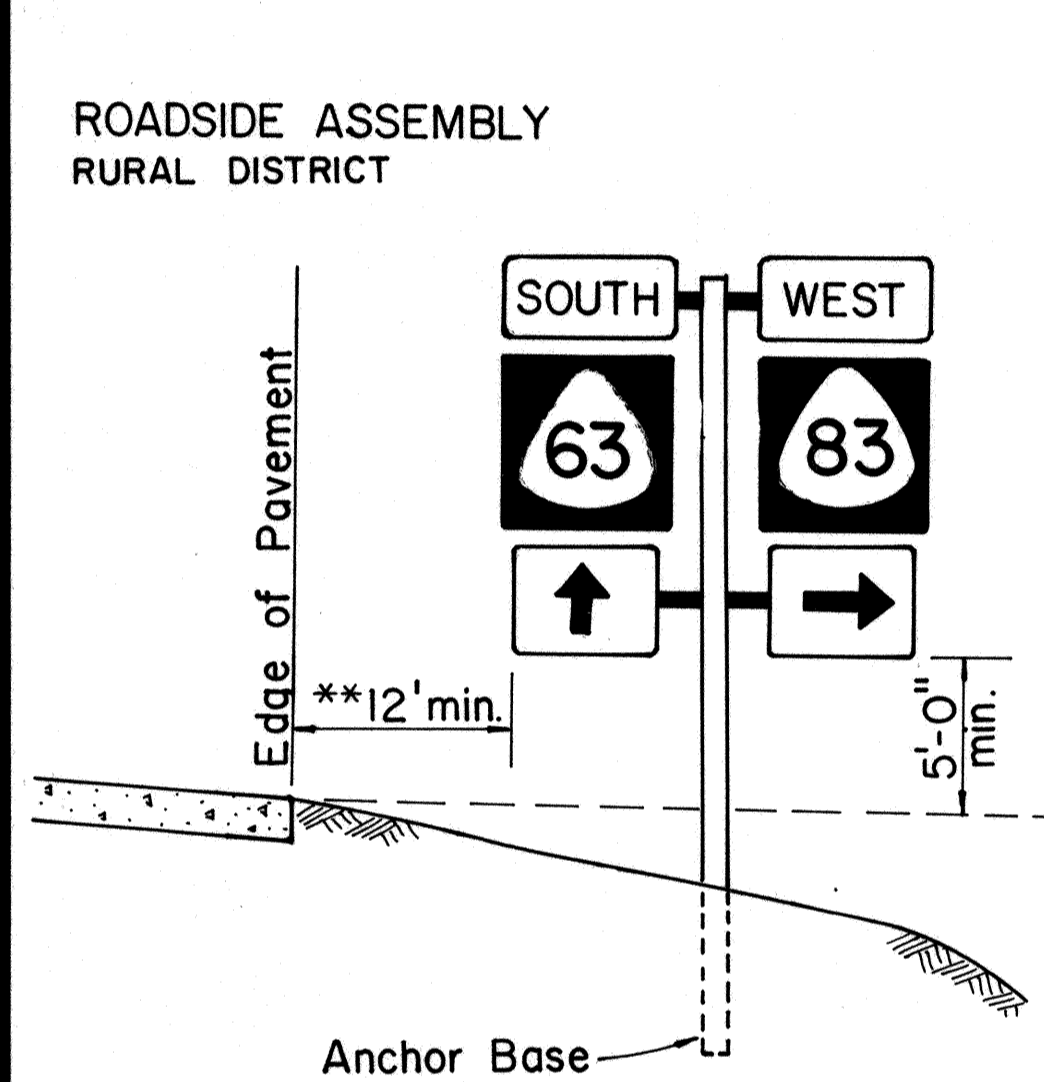 ROADSIDE ASSEMBLY
RURAL DISTRICT
SOUTH
WEST
63
83
Edge of Pavement
**12' min.
5'-0"
min.
Anchor Base